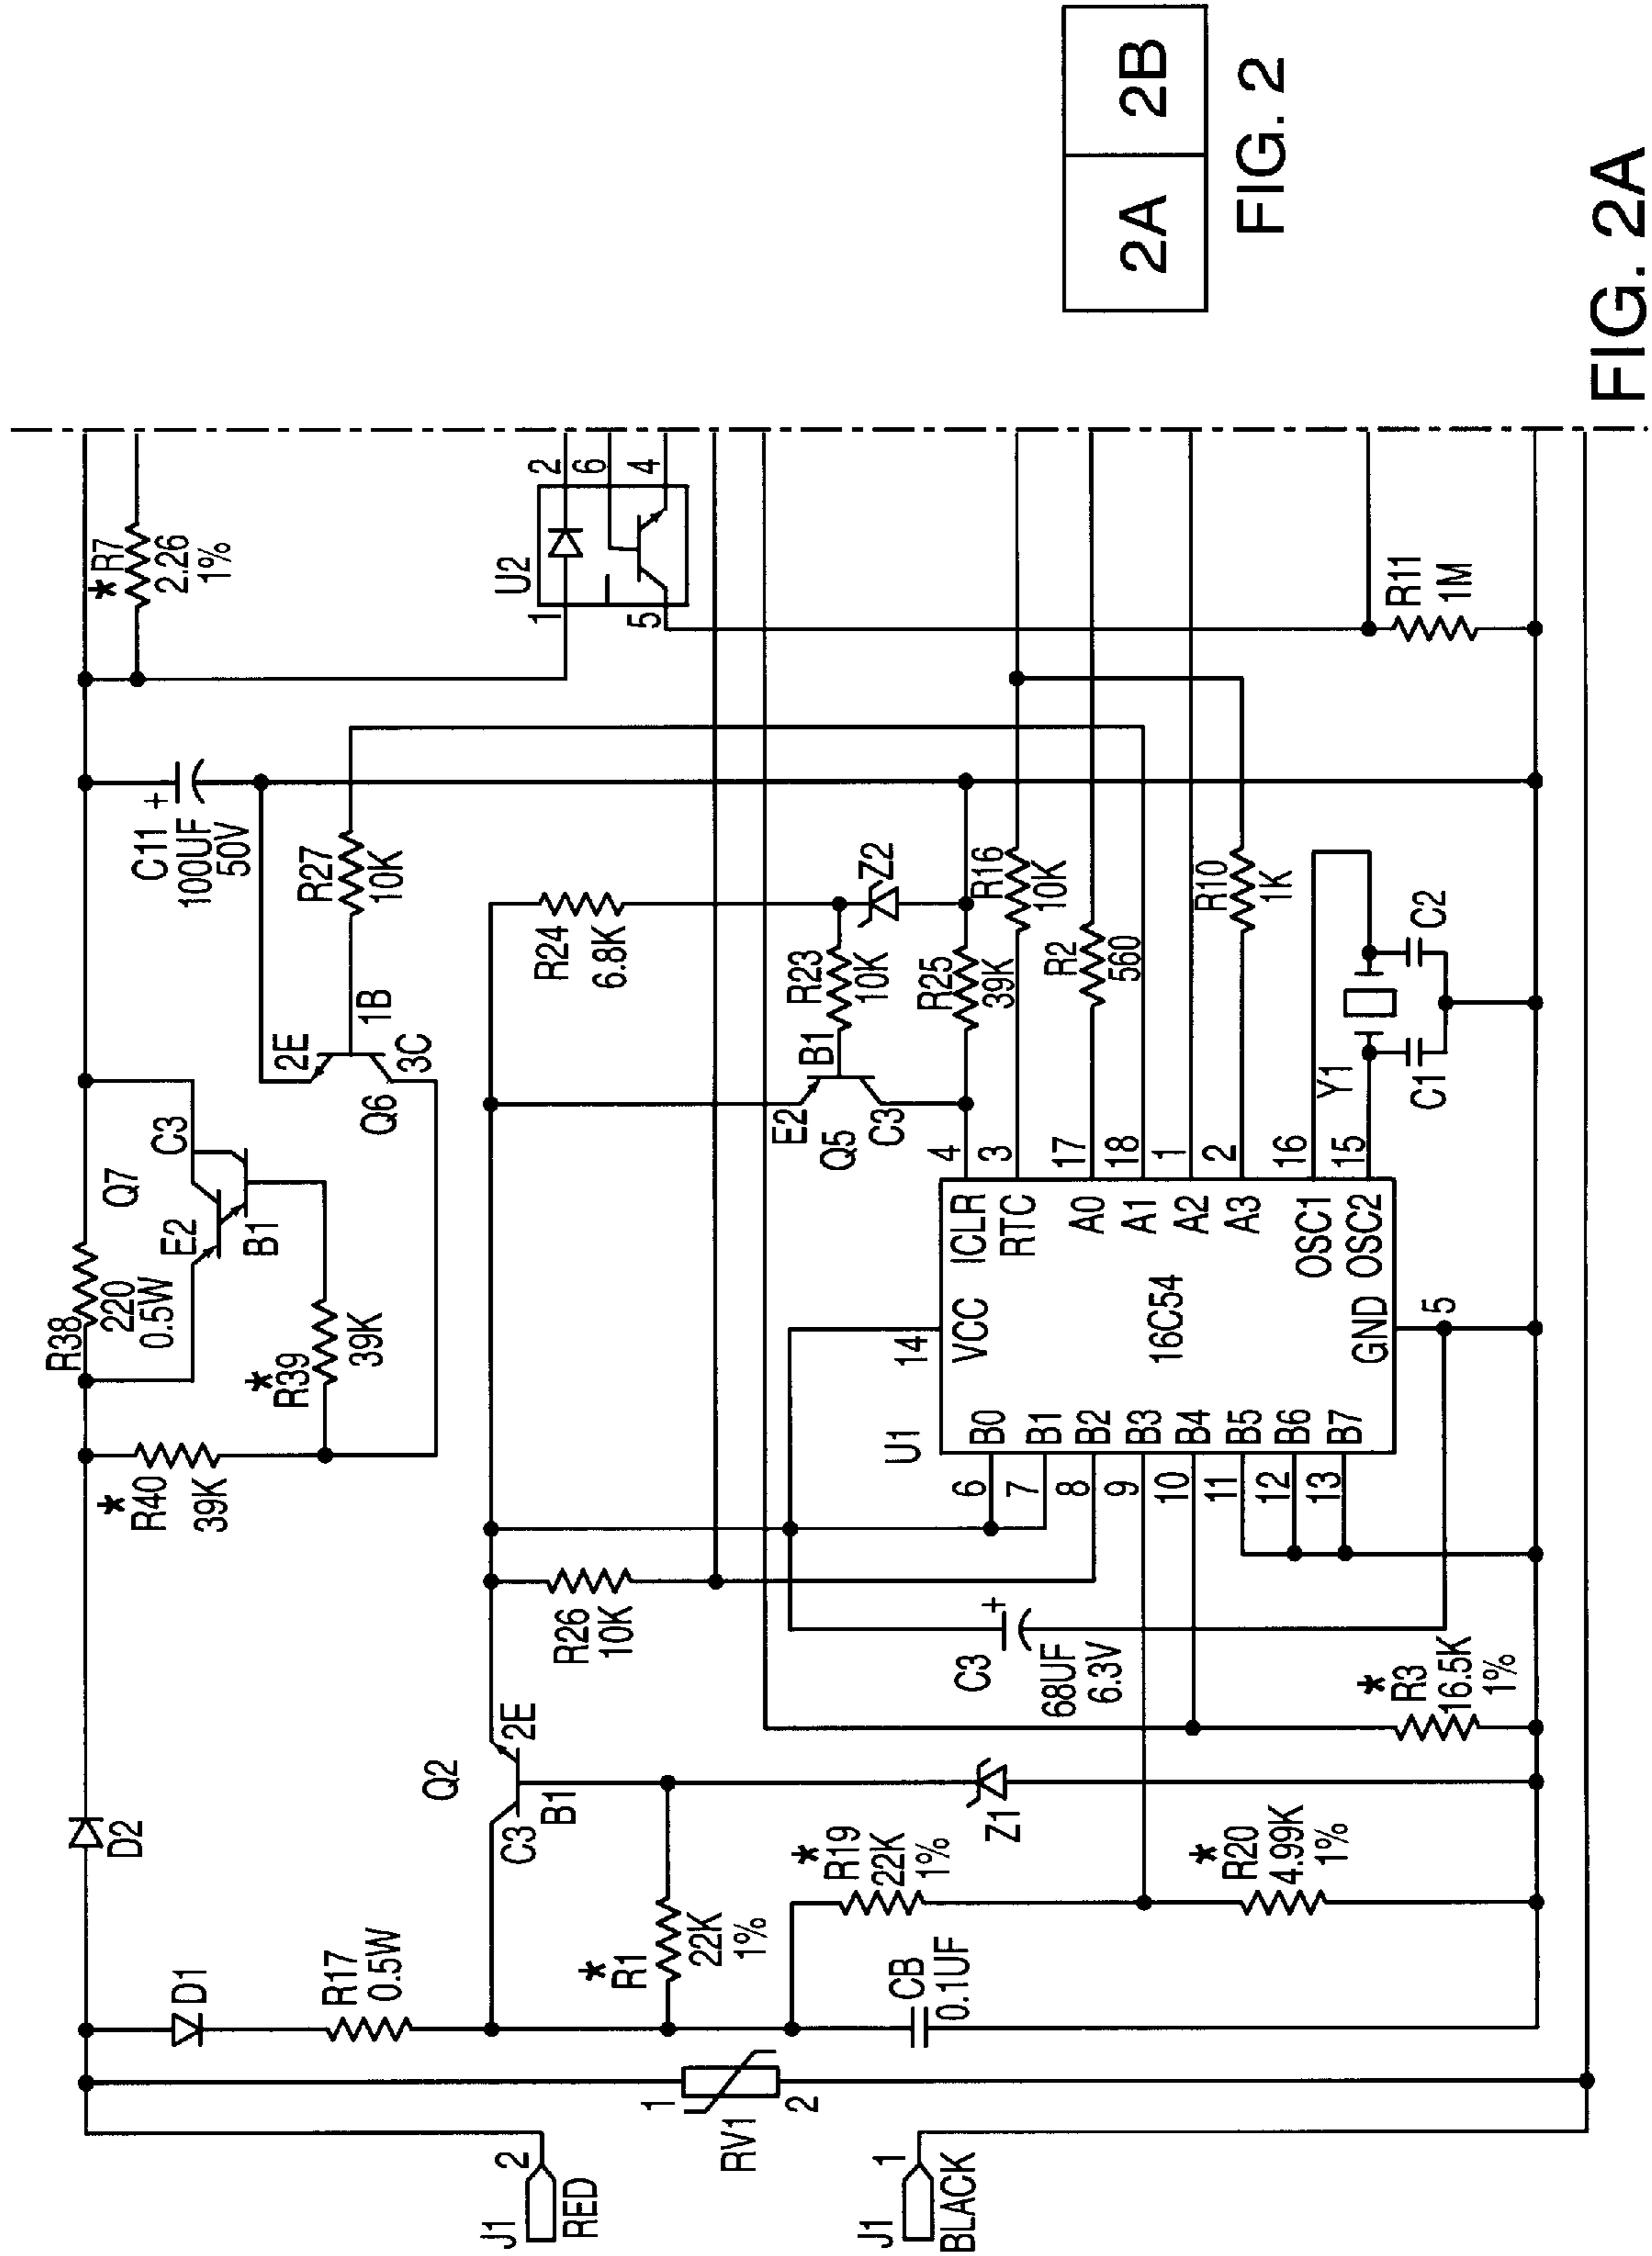 J1
2
RED
J1
1
BLACK
RV1
1
2
D1
R17
0.5W
D2
* R40
39K
R38
220
0.5W
* R39
39K
Q7
E2
C3
B1
Q6
2E
1B
3C
C11
+
100UF
50V
R27
10K
* R7
2.26
1%
U2
1
5
2
6
4
Q2
C3
B1
2E
* R1
22K
1%
CB
0.1UF
* R19
22K
1%
* R20
4.99K
1%
Z1
R26
10K
C3
+
68UF
6.3V
* R3
16.5K
1%
R24
6.8K
Q5
E2
B1
C3
R23
10K
Z2
R25
39K
R16
10K
R2
560
R10
1K
U1
16C54
14
VCC
6 B0
7 B1
8 B2
9 B3
10 B4
11 B5
12 B6
13 B7
ICLR 4
RTC 3
A0 17
A1 18
A2 1
A3 2
OSC1 16
OSC2 15
GND
5
Y1
C1
C2
R11
1M
2A 2B
FIG. 2
FIG. 2A